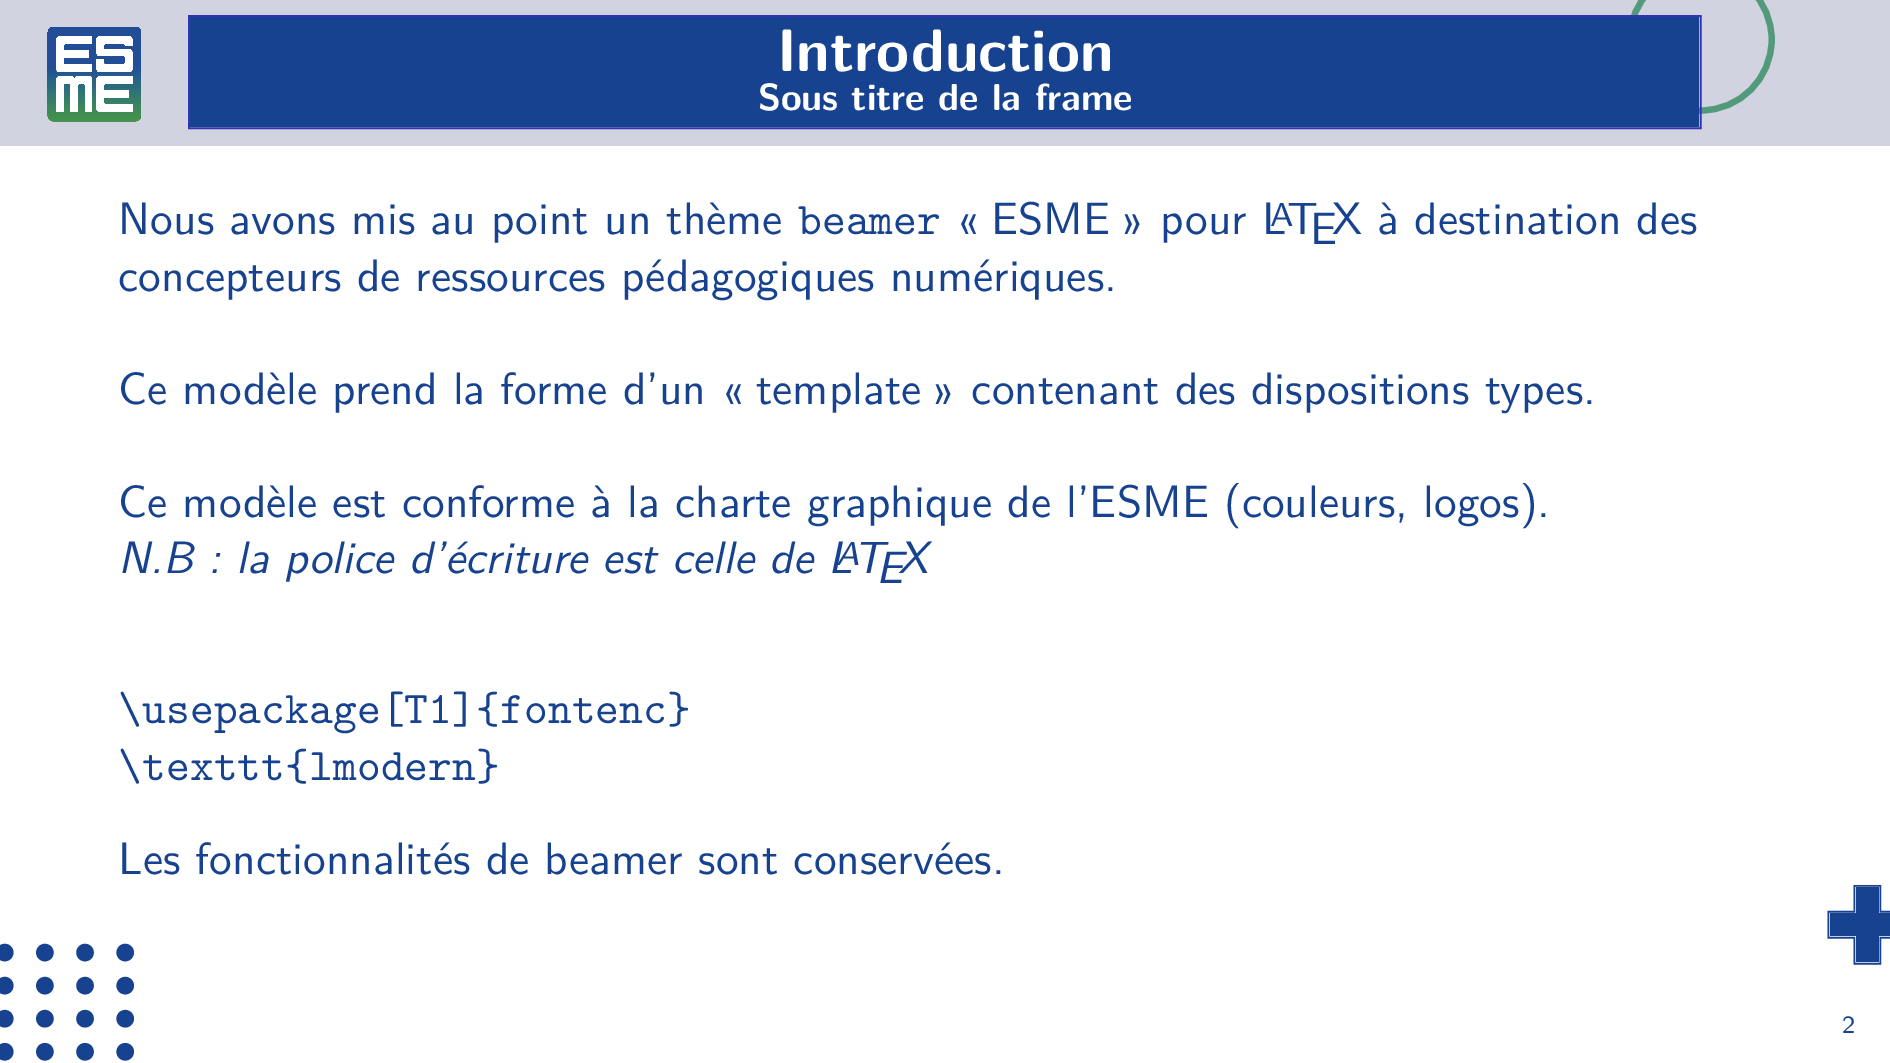 ESME
Introduction
Sous titre de la frame
Nous avons mis au point un thème beamer « ESME » pour LATEX à destination des
concepteurs de ressources pédagogiques numériques.
Ce modèle prend la forme d'un « template » contenant des dispositions types.
Ce modèle est conforme à la charte graphique de l'ESME (couleurs, logos).
N.B : la police d'écriture est celle de LATEX
\usepackage[T1]{fontenc}
\texttt{lmodern}
Les fonctionnalités de beamer sont conservées.
2